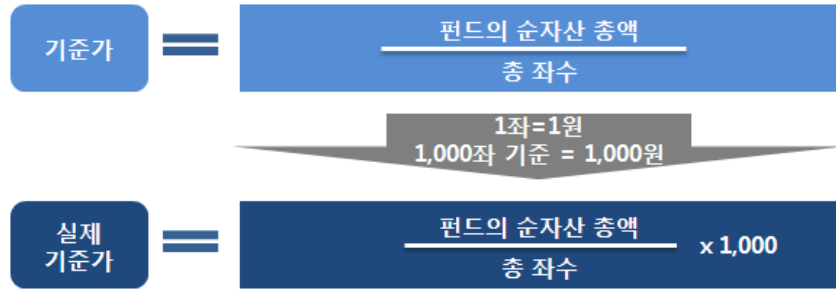 기준가
펀드의 순자산 총액
총 좌수
1좌=1원
1,000좌 기준 = 1,000원
실제
기준가
펀드의 순자산 총액
총 좌수
x 1,000